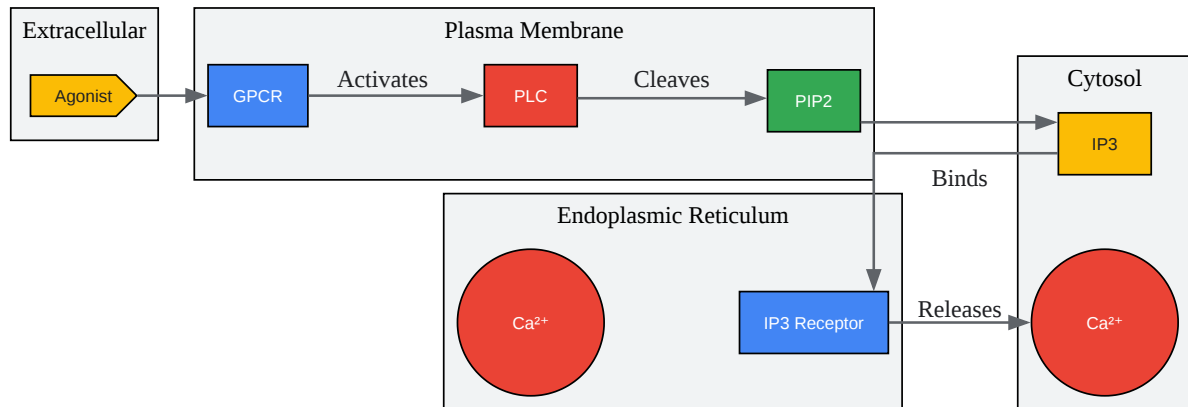 Extracellular
Agonist
Plasma Membrane
GPCR
Activates
PLC
Cleaves
PIP2
Cytosol
IP3
Binds
Endoplasmic Reticulum
Ca²⁺
IP3 Receptor
Releases
Ca²⁺